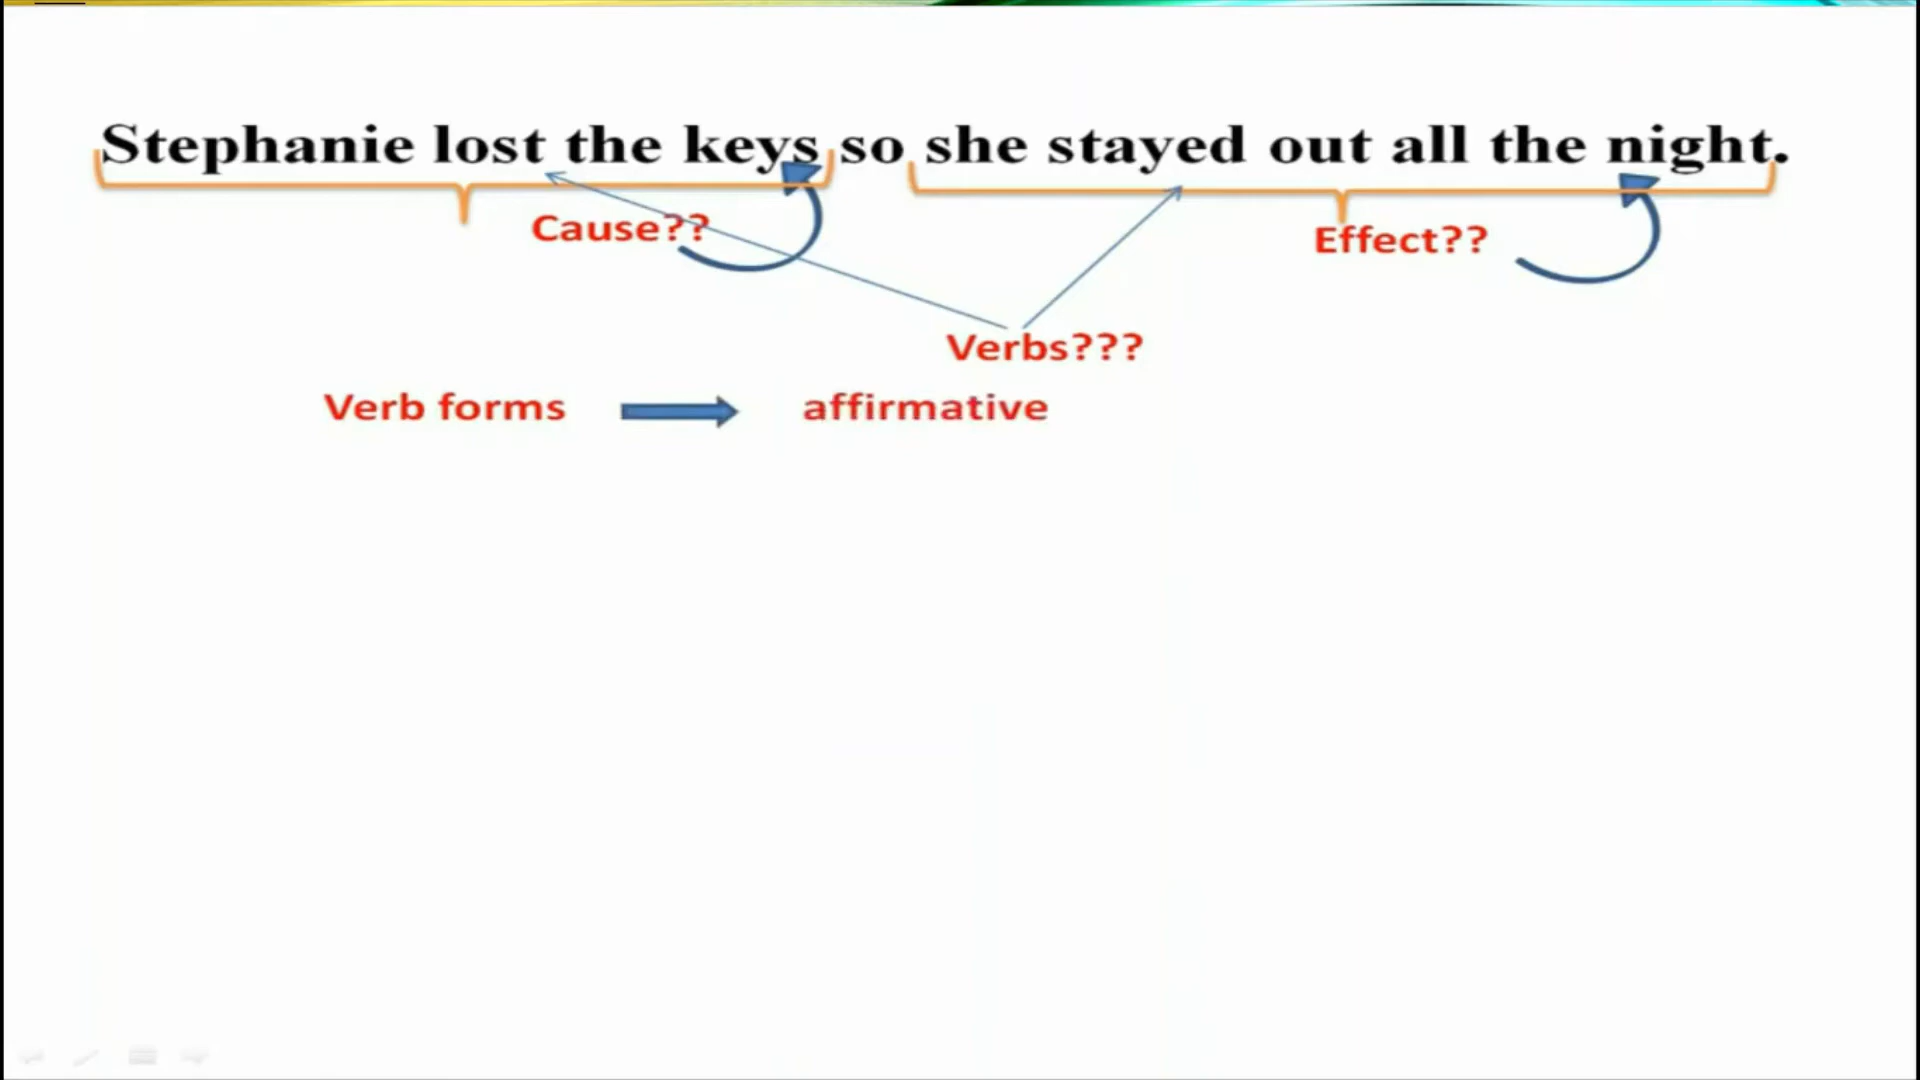 Stephanie lost the keys so she stayed out all the night.
Cause??
Effect??
Verbs???
Verb forms affirmative